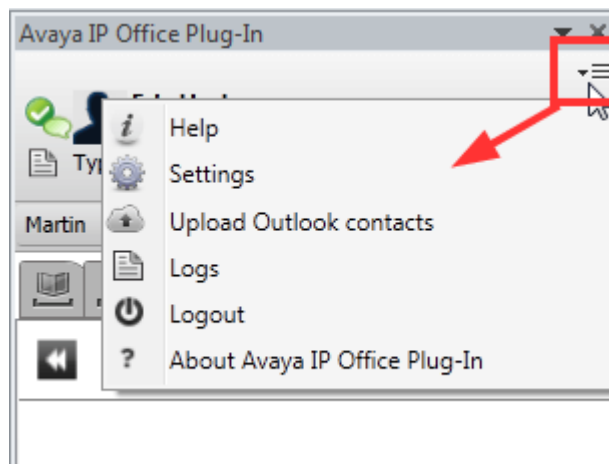 Avaya IP Office Plug-In
Help
Settings
Upload Outlook contacts
Martin
Logs
Logout
About Avaya IP Office Plug-In